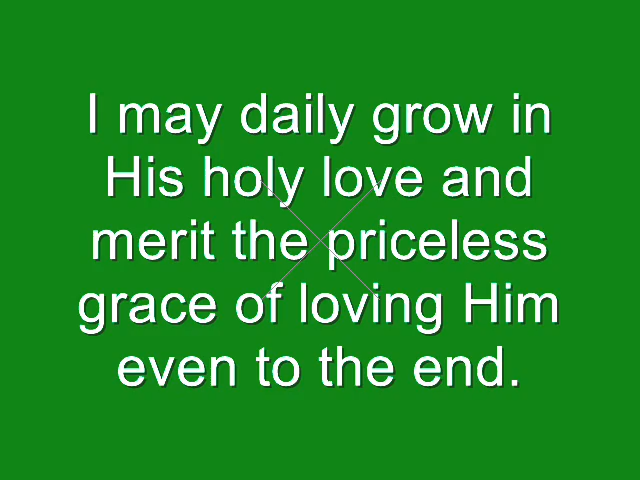 I may daily grow in
His holy love and
merit the priceless
grace of loving Him
even to the end.